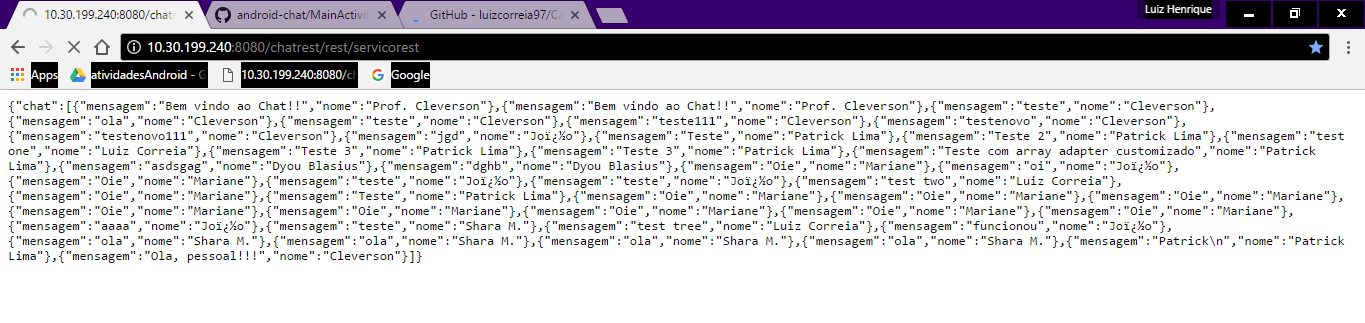 Luiz Henrique
10.30.199.240:8080/chatr
android-chat/MainActivit
GitHub - luizcorreia97/Ca
10.30.199.240:8080/chatrest/rest/servicorest
Apps atividadesAndroid - G 10.30.199.240:8080/ch Google
{"chat":[{"mensagem":"Bem vindo ao Chat!!","nome":"Prof. Cleverson"},{"mensagem":"Bem vindo ao Chat!!","nome":"Prof. Cleverson"},{"mensagem":"teste","nome":"Cleverson"},
{"mensagem":"ola","nome":"Cleverson"},{"mensagem":"teste","nome":"Cleverson"},{"mensagem":"teste111","nome":"Cleverson"},{"mensagem":"testenovo","nome":"Cleverson"},
{"mensagem":"testenovo111","nome":"Cleverson"},{"mensagem":"jgd","nome":"Joï¿½o"},{"mensagem":"Teste","nome":"Patrick Lima"},{"mensagem":"Teste 2","nome":"Patrick Lima"},{"mensagem":"test
one","nome":"Luiz Correia"},{"mensagem":"Teste 3","nome":"Patrick Lima"},{"mensagem":"Teste 3","nome":"Patrick Lima"},{"mensagem":"Teste com array adapter customizado","nome":"Patrick
Lima"},{"mensagem":"asdsgag","nome":"Dyou Blasius"},{"mensagem":"dghb","nome":"Dyou Blasius"},{"mensagem":"Oie","nome":"Mariane"},{"mensagem":"oi","nome":"Joï¿½o"},
{"mensagem":"Oie","nome":"Mariane"},{"mensagem":"teste","nome":"Joï¿½o"},{"mensagem":"teste","nome":"Joï¿½o"},{"mensagem":"test two","nome":"Luiz Correia"},
{"mensagem":"Oie","nome":"Mariane"},{"mensagem":"Teste","nome":"Patrick Lima"},{"mensagem":"Oie","nome":"Mariane"},{"mensagem":"Oie","nome":"Mariane"},{"mensagem":"Oie","nome":"Mariane"},
{"mensagem":"Oie","nome":"Mariane"},{"mensagem":"Oie","nome":"Mariane"},{"mensagem":"Oie","nome":"Mariane"},{"mensagem":"Oie","nome":"Mariane"},{"mensagem":"Oie","nome":"Mariane"},
{"mensagem":"aaaa","nome":"Joï¿½o"},{"mensagem":"teste","nome":"Shara M."},{"mensagem":"test tree","nome":"Luiz Correia"},{"mensagem":"funcionou","nome":"Joï¿½o"},
{"mensagem":"ola","nome":"Shara M."},{"mensagem":"ola","nome":"Shara M."},{"mensagem":"ola","nome":"Shara M."},{"mensagem":"ola","nome":"Shara M."},{"mensagem":"Patrick\n","nome":"Patrick
Lima"},{"mensagem":"Ola, pessoal!!!","nome":"Cleverson"}]}